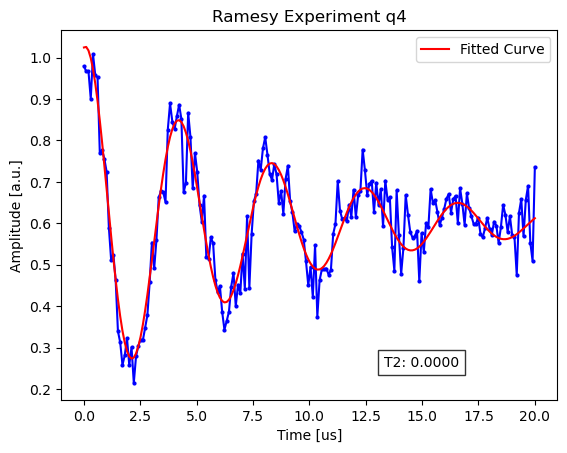 Ramesy Experiment q4
Fitted Curve
Amplitude [a.u.]
1.0
0.9
0.8
0.7
0.6
0.5
0.4
0.3
0.2
T2: 0.0000
0.0 2.5 5.0 7.5 10.0 12.5 15.0 17.5 20.0
Time [us]